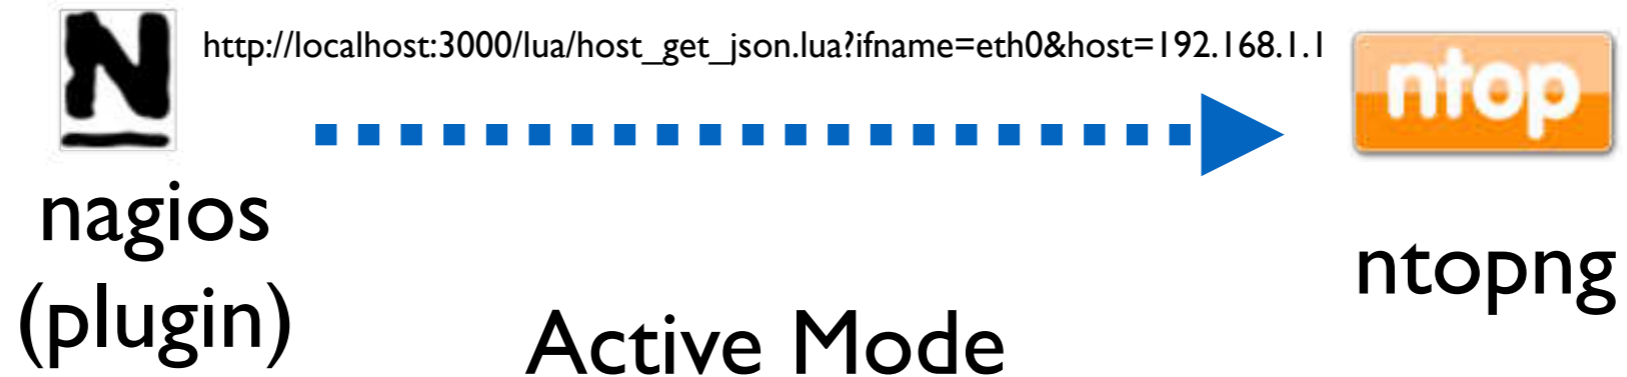 N
http://localhost:3000/lua/host_get_json.lua?ifname=eth0&host=192.168.1.1
ntop
nagios
(plugin)
ntopng
Active Mode